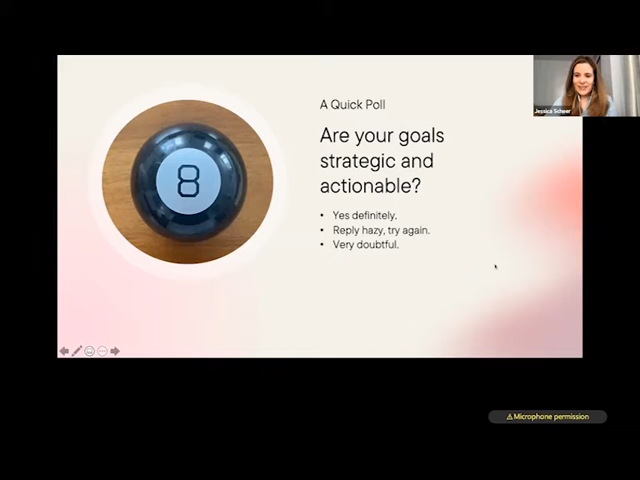 A Quick Poll
Are your goals
strategic and
actionable?
• Yes definitely.
• Reply hazy, try again.
• Very doubtful.
8
Jessica Scheer
⚠ Microphone permission